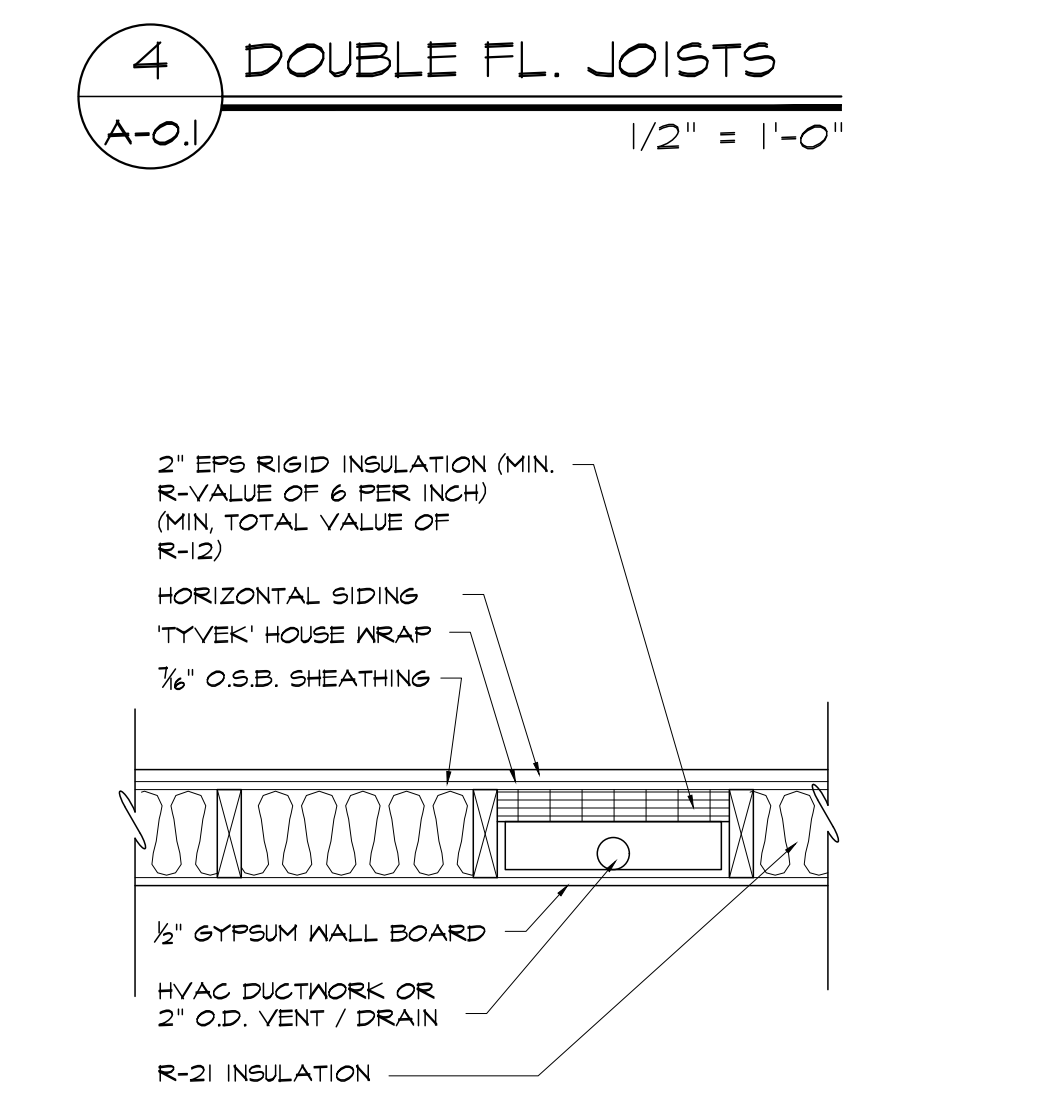 4
DOUBLE FL. JOISTS
A-0.1
1/2" = 1'-0"
2" EPS RIGID INSULATION (MIN.
R-VALUE OF 6 PER INCH)
(MIN, TOTAL VALUE OF
R-12)
HORIZONTAL SIDING
'TYVEK' HOUSE WRAP
7/16" O.S.B. SHEATHING
1/2" GYPSUM WALL BOARD
HVAC DUCTWORK OR
2" O.D. VENT / DRAIN
R-21 INSULATION